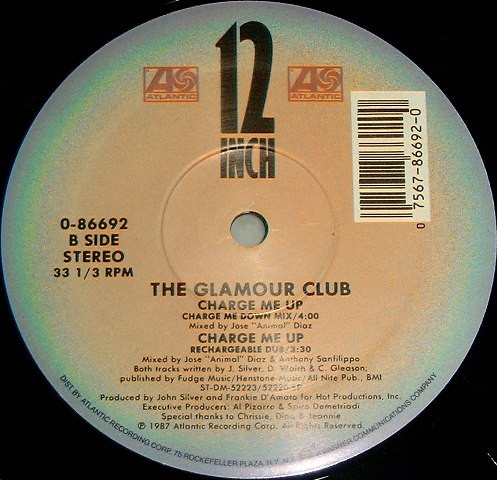 12
INCH
ATLANTIC
ATLANTIC
0 7567-86692-0
0-86692
B SIDE
STEREO
33 1/3 RPM
THE GLAMOUR CLUB
CHARGE ME UP
CHARGE ME DOWN MIX/4:00
Mixed by Jose "Animal" Diaz
CHARGE ME UP
RECHARGEABLE DUB/3:30
Mixed by Jose "Animal" Diaz & Anthony Sanfilippo
Both tracks written by J. Silver, D. Walsh & C. Gleason;
published by Fudge Music/Henstone Music/All Nite Pub., BMI
ST-DM-52223/52220-SP
Produced by John Silver and Frankie D'Amato for Hot Productions, Inc.
Executive Producers: Al Pizarro & Spiro Demetriadi
Special thanks to Chrissie, Dina & Jeannie
℗ 1987 Atlantic Recording Corp. All Rights Reserved.
DIST. BY ATLANTIC RECORDING CORP. 75 ROCKEFELLER PLAZA, N.Y. A WARNER COMMUNICATIONS COMPANY